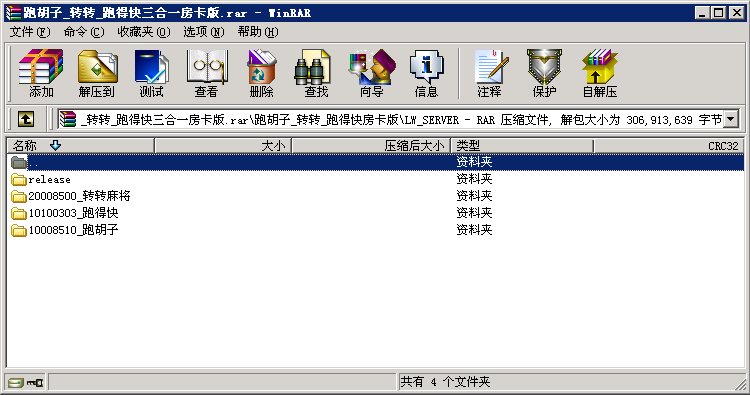 跑胡子_转转_跑得快三合一房卡版.rar - WinRAR
文件(F) 命令(C) 收藏夹(O) 选项(N) 帮助(H)
添加 解压到 测试 查看 删除 查找 向导 信息 注释 保护 自解压
_转转_跑得快三合一房卡版.rar\跑胡子_转转_跑得快房卡版\LW_SERVER - RAR 压缩文件, 解包大小为 306,913,639 字节
名称 大小 压缩后大小 类型 CRC32
.. 资料夹
release 资料夹
20008500_转转麻将 资料夹
10100303_跑得快 资料夹
10008510_跑胡子 资料夹
共有 4 个文件夹